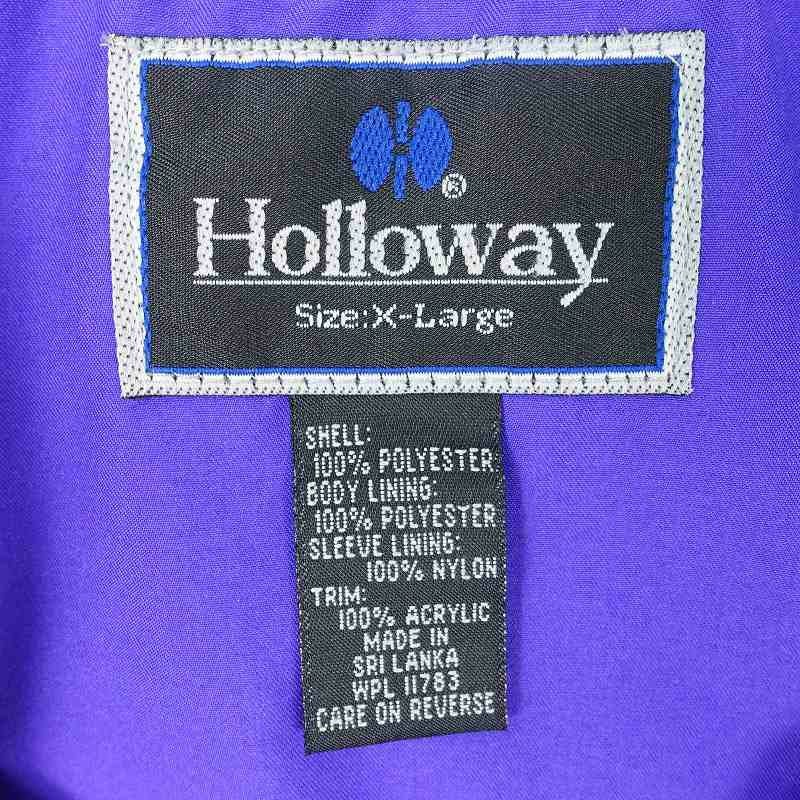 ®
Holloway
Size:X-Large
SHELL:
100% POLYESTER
BODY LINING:
100% POLYESTER
SLEEVE LINING:
100% NYLON
TRIM:
100% ACRYLIC
MADE IN
SRI LANKA
WPL 11783
CARE ON REVERSE